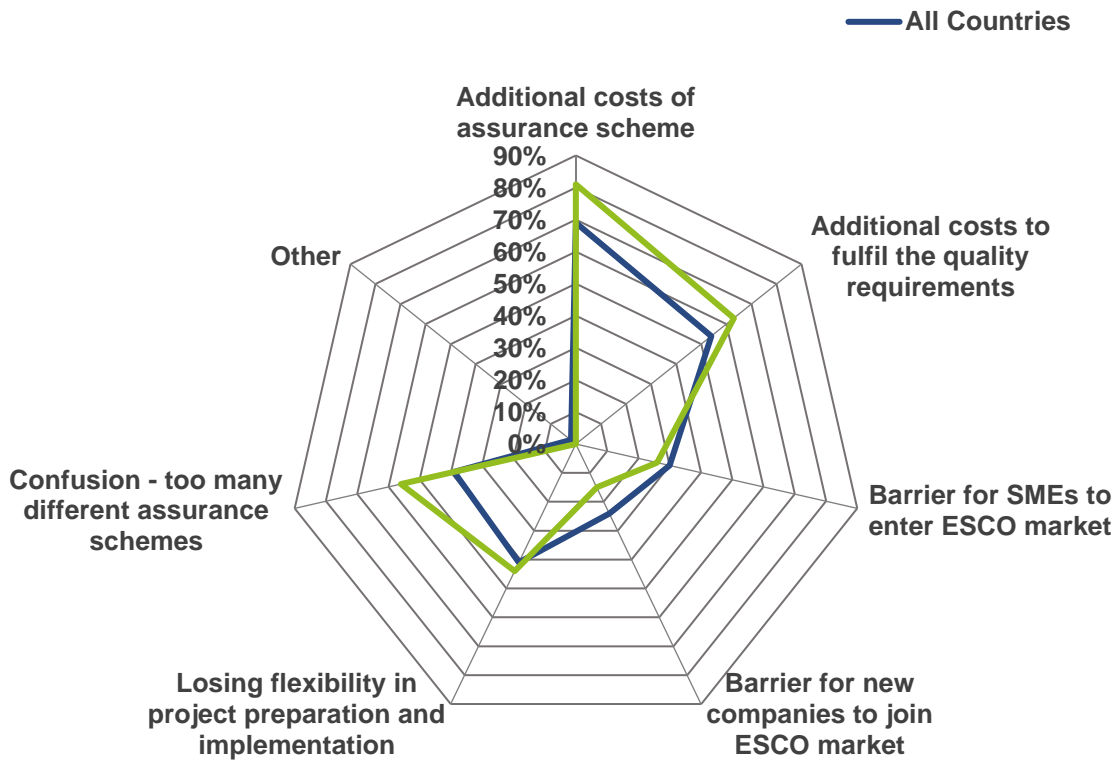 All Countries
Additional costs of
assurance scheme
90%
80%
70%
60%
50%
40%
30%
20%
10%
0%
Additional costs to
fulfil the quality
requirements
Barrier for SMEs to
enter ESCO market
Barrier for new
companies to join
ESCO market
Losing flexibility in
project preparation and
implementation
Confusion - too many
different assurance
schemes
Other